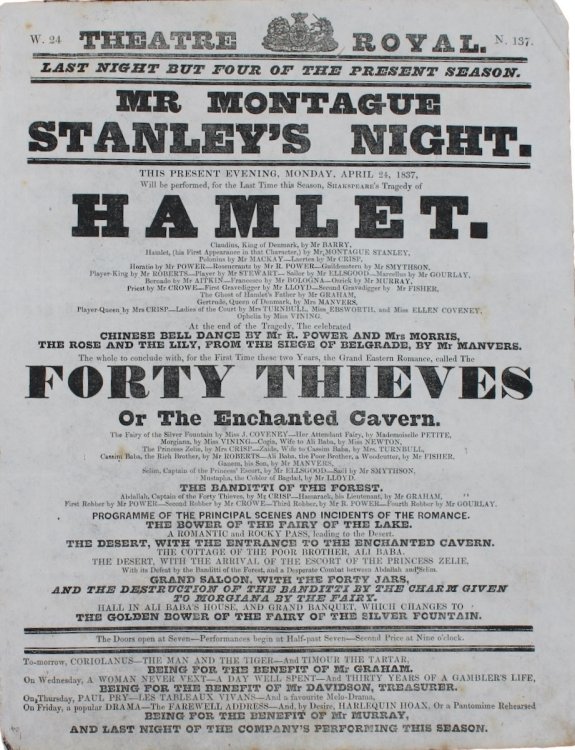 W. 24 THEATRE ROYAL. N. 137.
LAST NIGHT BUT FOUR OF THE PRESENT SEASON.
MR MONTAGUE
STANLEY'S NIGHT.
THIS PRESENT EVENING, MONDAY, APRIL 24, 1837,
Will be performed, for the Last Time this Season, SHAKSPEARE'S Tragedy of
HAMLET.
Claudius, King of Denmark, by Mr BARRY,
Hamlet, (his First Appearance in that Character,) by Mr MONTAGUE STANLEY,
Polonius by Mr MACKAY—Laertes by Mr CRISP,
Horatio by Mr POWER—Rosencrantz by Mr R. POWER—Guildenstern by Mr SMYTHSON,
Player-King by Mr ROBERTS—Player by Mr STEWART—Sailor by Mr ELLSGOOD—Marcellus by Mr GOURLAY,
Bernado by Mr AITKIN—Francesco by Mr BOLOGNA—Osrick by Mr MURRAY,
Priest by Mr CROWE—First Gravedigger by Mr LLOYD—Second Gravedigger by Mr FISHER,
The Ghost of Hamlet's Father by Mr GRAHAM,
Gertrude, Queen of Denmark, by Mrs MANVERS,
Player-Queen by Mrs CRISP—Ladies of the Court by Mrs TURNBULL, Miss EBSWORTH, and Miss ELLEN COVENEY,
Ophelia by Miss VINING.
At the end of the Tragedy, The celebrated
CHINESE BELL DANCE BY MR R. POWER AND MRS MORRIS,
THE ROSE AND THE LILY, FROM THE SIEGE OF BELGRADE, BY MR MANVERS.
The whole to conclude with, for the First Time these two Years, the Grand Eastern Romance, called The
FORTY THIEVES
Or The Enchanted Cavern.
The Fairy of the Silver Fountain by Miss J. COVENEY—Her Attendant Fairy, by Mademoiselle PETITE,
Morgiana, by Miss VINING—Cogia, Wife to Ali Baba, by Miss NEWTON,
The Princess Zelie, by Mrs CRISP—Zaide, Wife to Cassim Baba, by Mrs. TURNBULL,
Cassim Baba, the Rich Brother, by Mr ROBERTS—Ali Baba, the Poor Brother, a Woodcutter, by Mr FISHER,
Ganem, his Son, by Mr MANVERS,
Selim, Captain of the Princess' Escort, by Mr ELLSGOOD—Saib by Mr SMYTHSON,
Mustapha, the Cobler of Bagdad, by Mr LLOYD.
THE BANDITTI OF THE FOREST.
Abdallah, Captain of the Forty Thieves, by Mr CRISP—Hassarack, his Lieutenant, by Mr GRAHAM,
First Robber by Mr POWER—Second Robber by Mr CROWE—Third Robber, by Mr R. POWER—Fourth Robber by Mr GOURLAY.
PROGRAMME OF THE PRINCIPAL SCENES AND INCIDENTS OF THE ROMANCE.
THE BOWER OF THE FAIRY OF THE LAKE.
A ROMANTIC and ROCKY PASS, leading to the Desert.
THE DESERT, WITH THE ENTRANCE TO THE ENCHANTED CAVERN.
THE COTTAGE OF THE POOR BROTHER, ALI BABA.
THE DESERT, WITH THE ARRIVAL OF THE ESCORT OF THE PRINCESS ZELIE,
With its Defeat by the Banditti of the Forest, and a Desperate Combat between Abdallah and Selim.
GRAND SALOON, WITH THE FORTY JARS,
AND THE DESTRUCTION OF THE BANDITTI BY THE CHARM GIVEN
TO MORGIANA BY THE FAIRY.
HALL IN ALI BABA'S HOUSE, AND GRAND BANQUET, WHICH CHANGES TO
THE GOLDEN BOWER OF THE FAIRY OF THE SILVER FOUNTAIN.
The Doors open at Seven—Performances begin at Half-past Seven—Second Price at Nine o'clock.
To-morrow, CORIOLANUS—THE MAN AND THE TIGER—And TIMOUR THE TARTAR,
BEING FOR THE BENEFIT OF Mr GRAHAM.
On Wednesday, A WOMAN NEVER VEXT—A DAY WELL SPENT—And THIRTY YEARS OF A GAMBLER'S LIFE,
BEING FOR THE BENEFIT OF MR DAVIDSON, TREASURER.
On Thursday, PAUL PRY—LES TABLEAUX VIVANS—And a favourite Melo-Drama,
On Friday, a popular DRAMA—The FAREWELL ADDRESS—And, by Desire, HARLEQUIN HOAX, Or a Pantomime Rehearsed
BEING FOR THE BENEFIT OF Mr MURRAY,
AND LAST NIGHT OF THE COMPANY'S PERFORMING THIS SEASON.